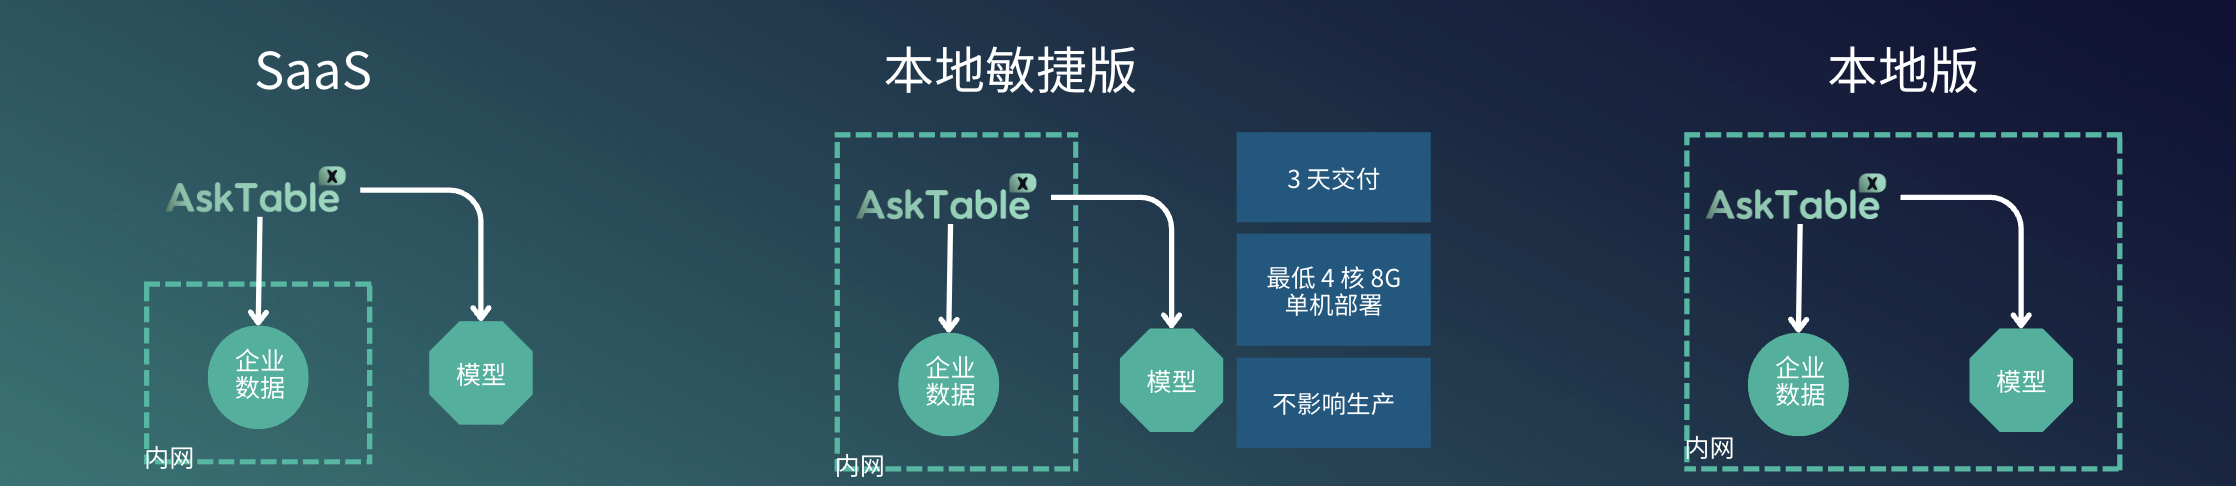 SaaS
AskTable
X
企业
数据
模型
内网
本地敏捷版
AskTable
X
企业
数据
模型
内网
3 天交付
最低 4 核 8G
单机部署
不影响生产
本地版
AskTable
X
企业
数据
模型
内网